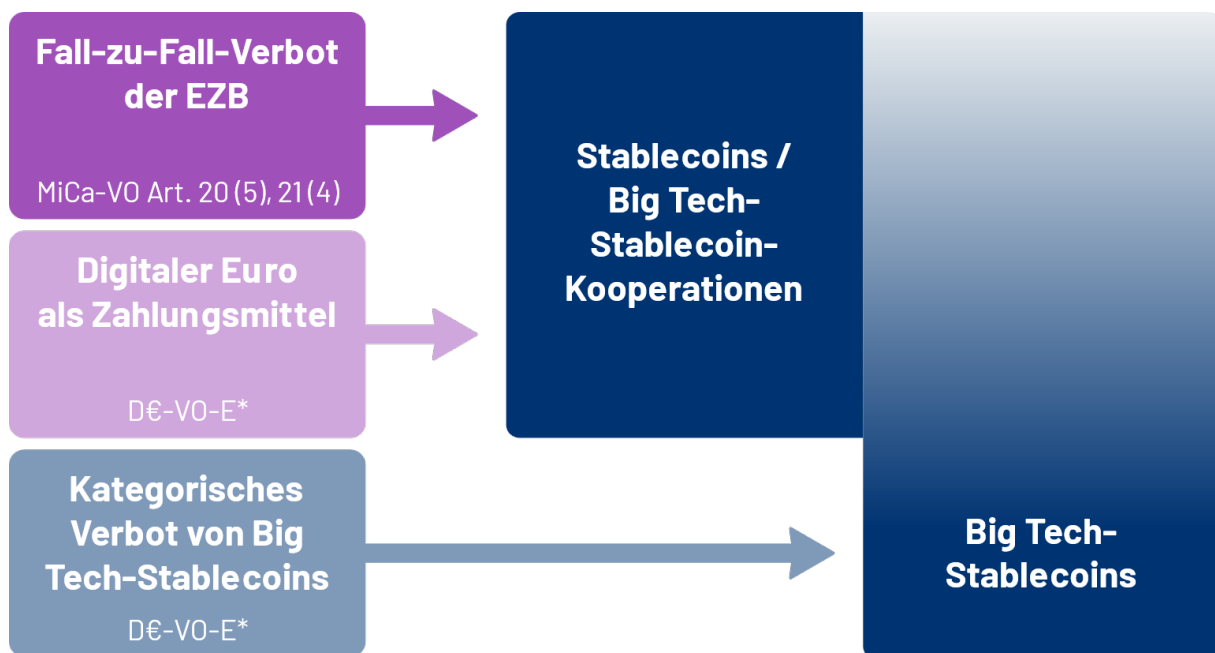 Fall-zu-Fall-Verbot
der EZB
MiCa-VO Art. 20 (5), 21 (4)
Digitaler Euro
als Zahlungsmittel
D€-VO-E*
Kategorisches
Verbot von Big
Tech-Stablecoins
D€-VO-E*
Stablecoins /
Big Tech-
Stablecoin-
Kooperationen
Big Tech-
Stablecoins